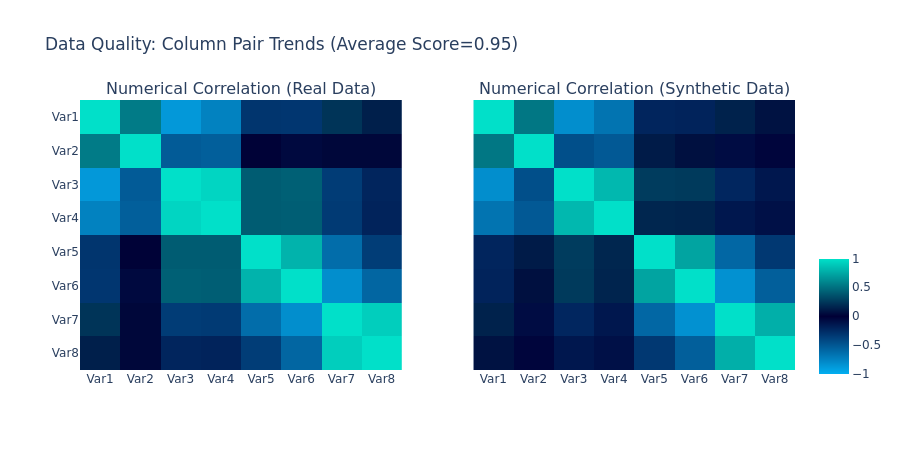 Data Quality: Column Pair Trends (Average Score=0.95)
Numerical Correlation (Real Data)
Numerical Correlation (Synthetic Data)
Var1
Var2
Var3
Var4
Var5
Var6
Var7
Var8
Var1 Var2 Var3 Var4 Var5 Var6 Var7 Var8
Var1 Var2 Var3 Var4 Var5 Var6 Var7 Var8
1
0.5
0
−0.5
−1